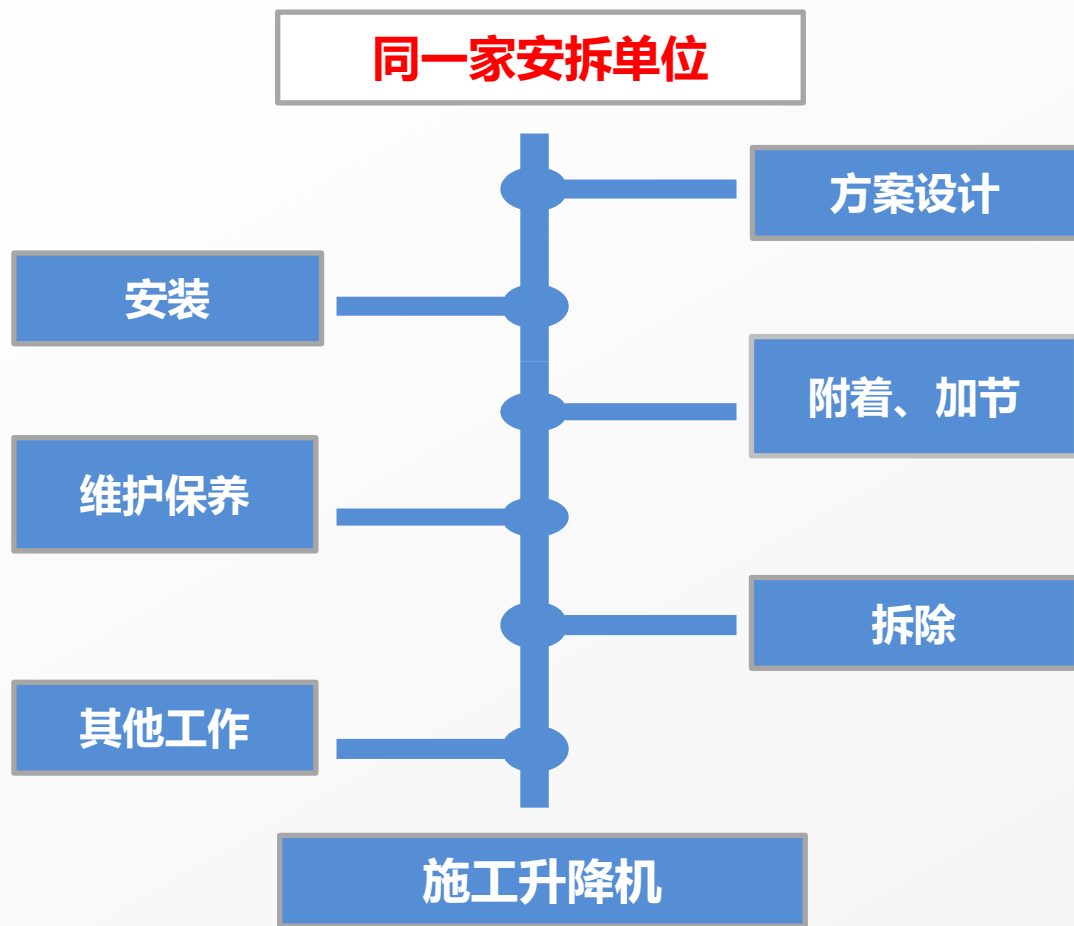 同一家安拆单位
方案设计
安装
附着、加节
维护保养
拆除
其他工作
施工升降机